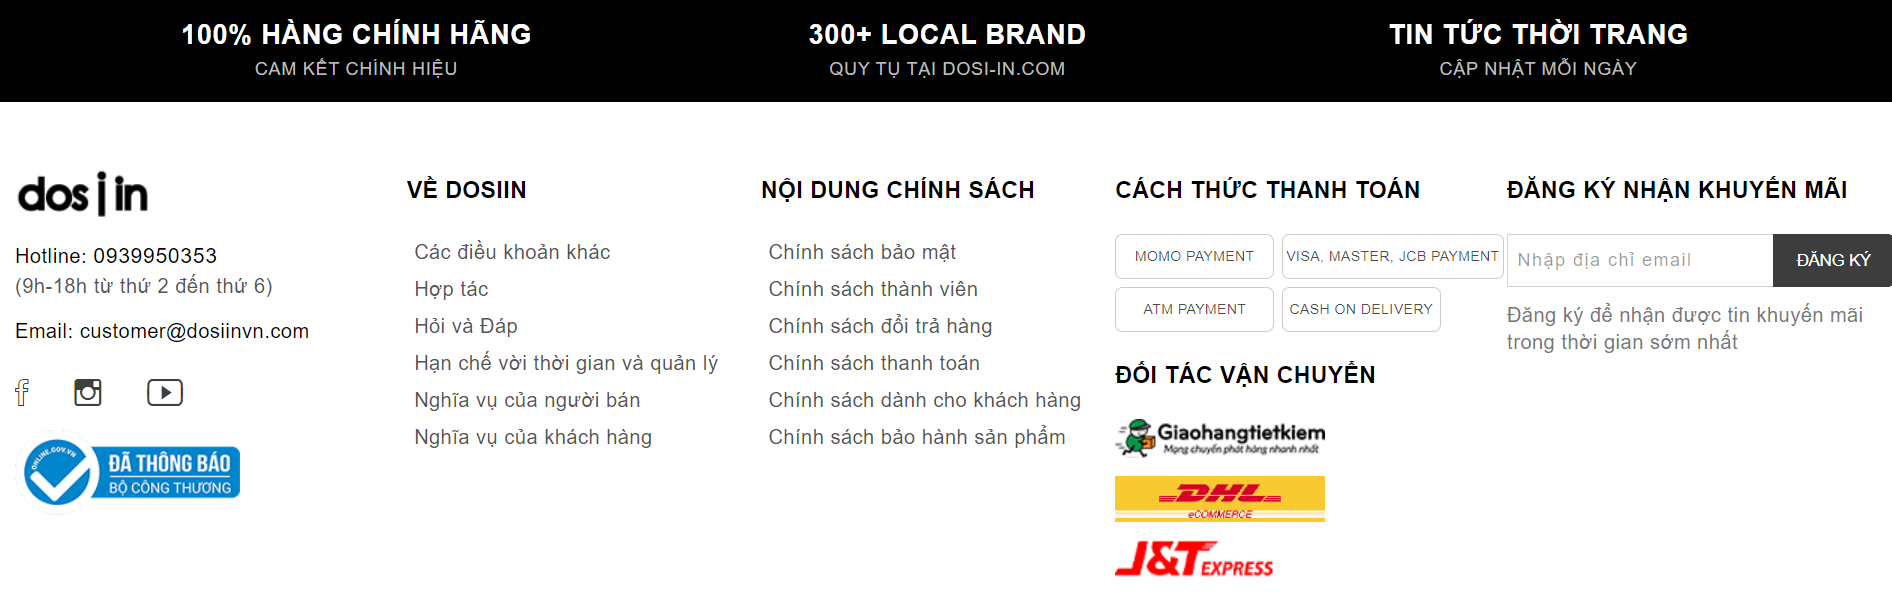 100% HÀNG CHÍNH HÃNG
CAM KẾT CHÍNH HIỆU
300+ LOCAL BRAND
QUY TỤ TẠI DOSI-IN.COM
TIN TỨC THỜI TRANG
CẬP NHẬT MỖI NGÀY
dosiin
Hotline: 0939950353
(9h-18h từ thứ 2 đến thứ 6)
Email: customer@dosiinvn.com
ONLINE.GOV.VN
ĐÃ THÔNG BÁO
BỘ CÔNG THƯƠNG
VỀ DOSIIN
Các điều khoản khác
Hợp tác
Hỏi và Đáp
Hạn chế vời thời gian và quản lý
Nghĩa vụ của người bán
Nghĩa vụ của khách hàng
NỘI DUNG CHÍNH SÁCH
Chính sách bảo mật
Chính sách thành viên
Chính sách đổi trả hàng
Chính sách thanh toán
Chính sách dành cho khách hàng
Chính sách bảo hành sản phẩm
CÁCH THỨC THANH TOÁN
MOMO PAYMENT
VISA, MASTER, JCB PAYMENT
ATM PAYMENT
CASH ON DELIVERY
ĐỐI TÁC VẬN CHUYỂN
Giaohangtietkiem
Mọng chuyển phát hàng nhanh nhất
DHL
eCOMMERCE
J&T EXPRESS
ĐĂNG KÝ NHẬN KHUYẾN MÃI
Nhập địa chỉ email
ĐĂNG KÝ
Đăng ký để nhận được tin khuyến mãi
trong thời gian sớm nhất